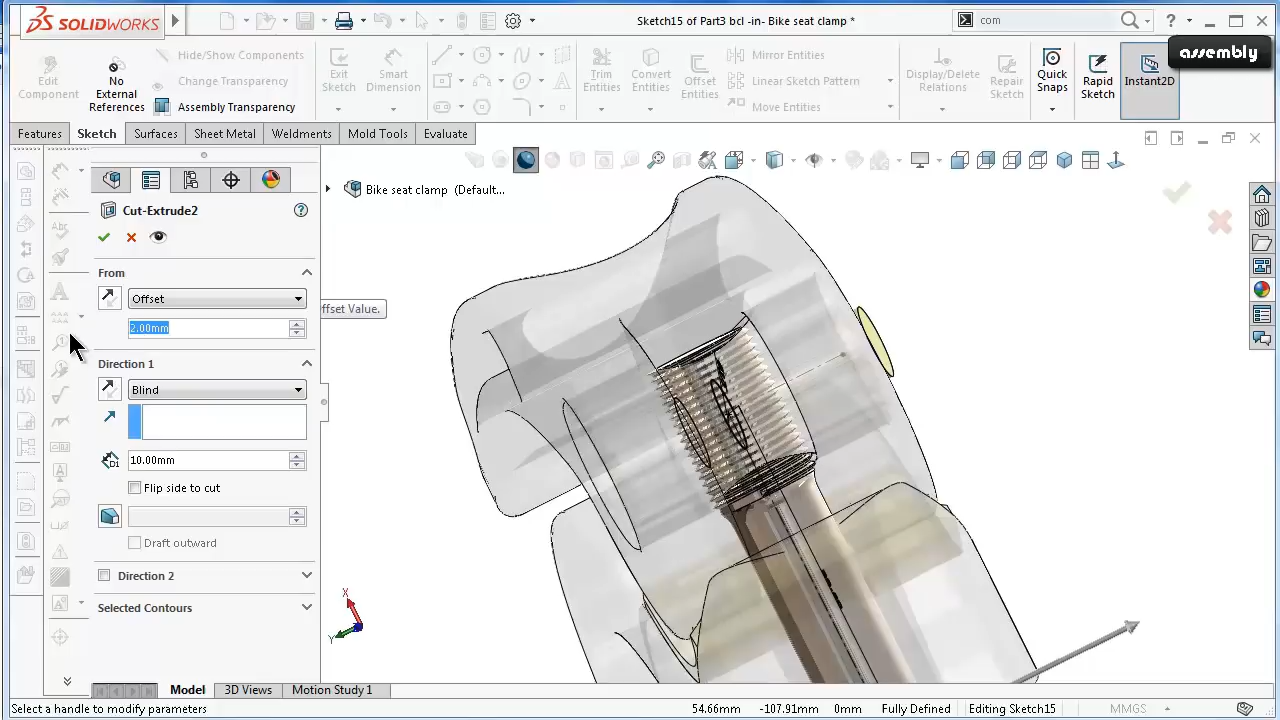 SOLIDWORKS
Sketch15 of Part3 bcl -in- Bike seat clamp *
com
assembly
Edit Component
No External References
Hide/Show Components
Change Transparency
Assembly Transparency
Exit Sketch
Smart Dimension
Trim Entities
Convert Entities
Offset Entities
Mirror Entities
Linear Sketch Pattern
Move Entities
Display/Delete Relations
Repair Sketch
Quick Snaps
Rapid Sketch
Instant2D
Features
Sketch
Surfaces
Sheet Metal
Weldments
Mold Tools
Evaluate
Bike seat clamp (Default...
Cut-Extrude2
From
Offset
2.00mm
ffset Value.
Direction 1
Blind
10.00mm
Flip side to cut
Draft outward
Direction 2
Selected Contours
X
Y
Model
3D Views
Motion Study 1
Select a handle to modify parameters
54.66mm
-107.91mm
0mm
Fully Defined
Editing Sketch15
MMGS